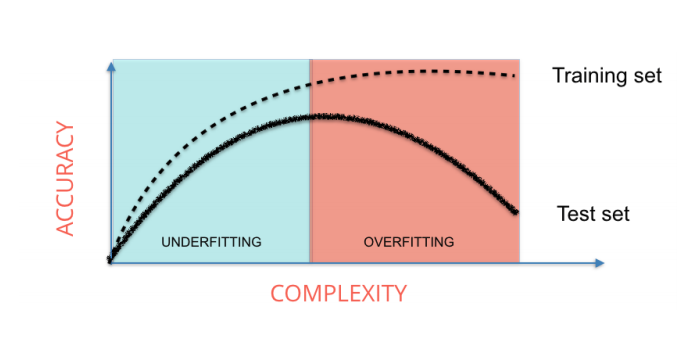 Training set
ACCURACY
Test set
UNDERFITTING
OVERFITTING
COMPLEXITY